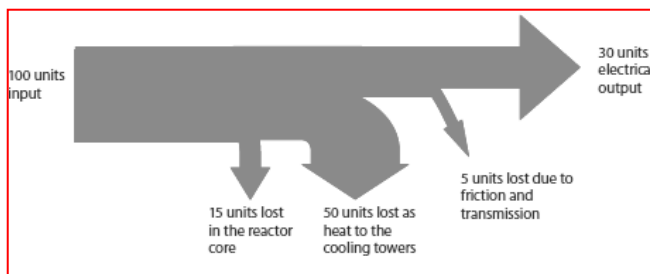 100 units
input
30 units
electrica
output
15 units lost
in the reactor
core
50 units lost as
heat to the
cooling towers
5 units lost due to
friction and
transmission